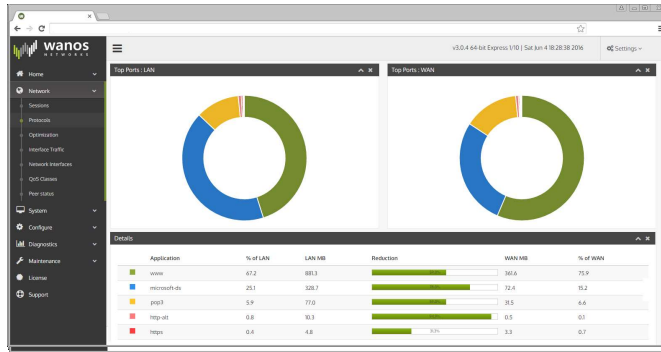 wanos
NETWORKS
v3.0.4 64-bit Express 1/10 | Sat Jun 4 18:28:38 2016
Settings
Home
Network
Sessions
Protocols
Optimization
Interface Traffic
Network Interfaces
QoS Classes
Peer status
System
Configure
Diagnostics
Maintenance
License
Support
Top Ports : LAN
Top Ports : WAN
Details
Application % of LAN LAN MB Reduction WAN MB % of WAN
www 67.2 881.3 361.6 75.9
microsoft-ds 25.1 328.7 72.4 15.2
pop3 5.9 77.0 31.5 6.6
http-alt 0.8 10.3 0.5 0.1
https 0.4 4.8 3.3 0.7